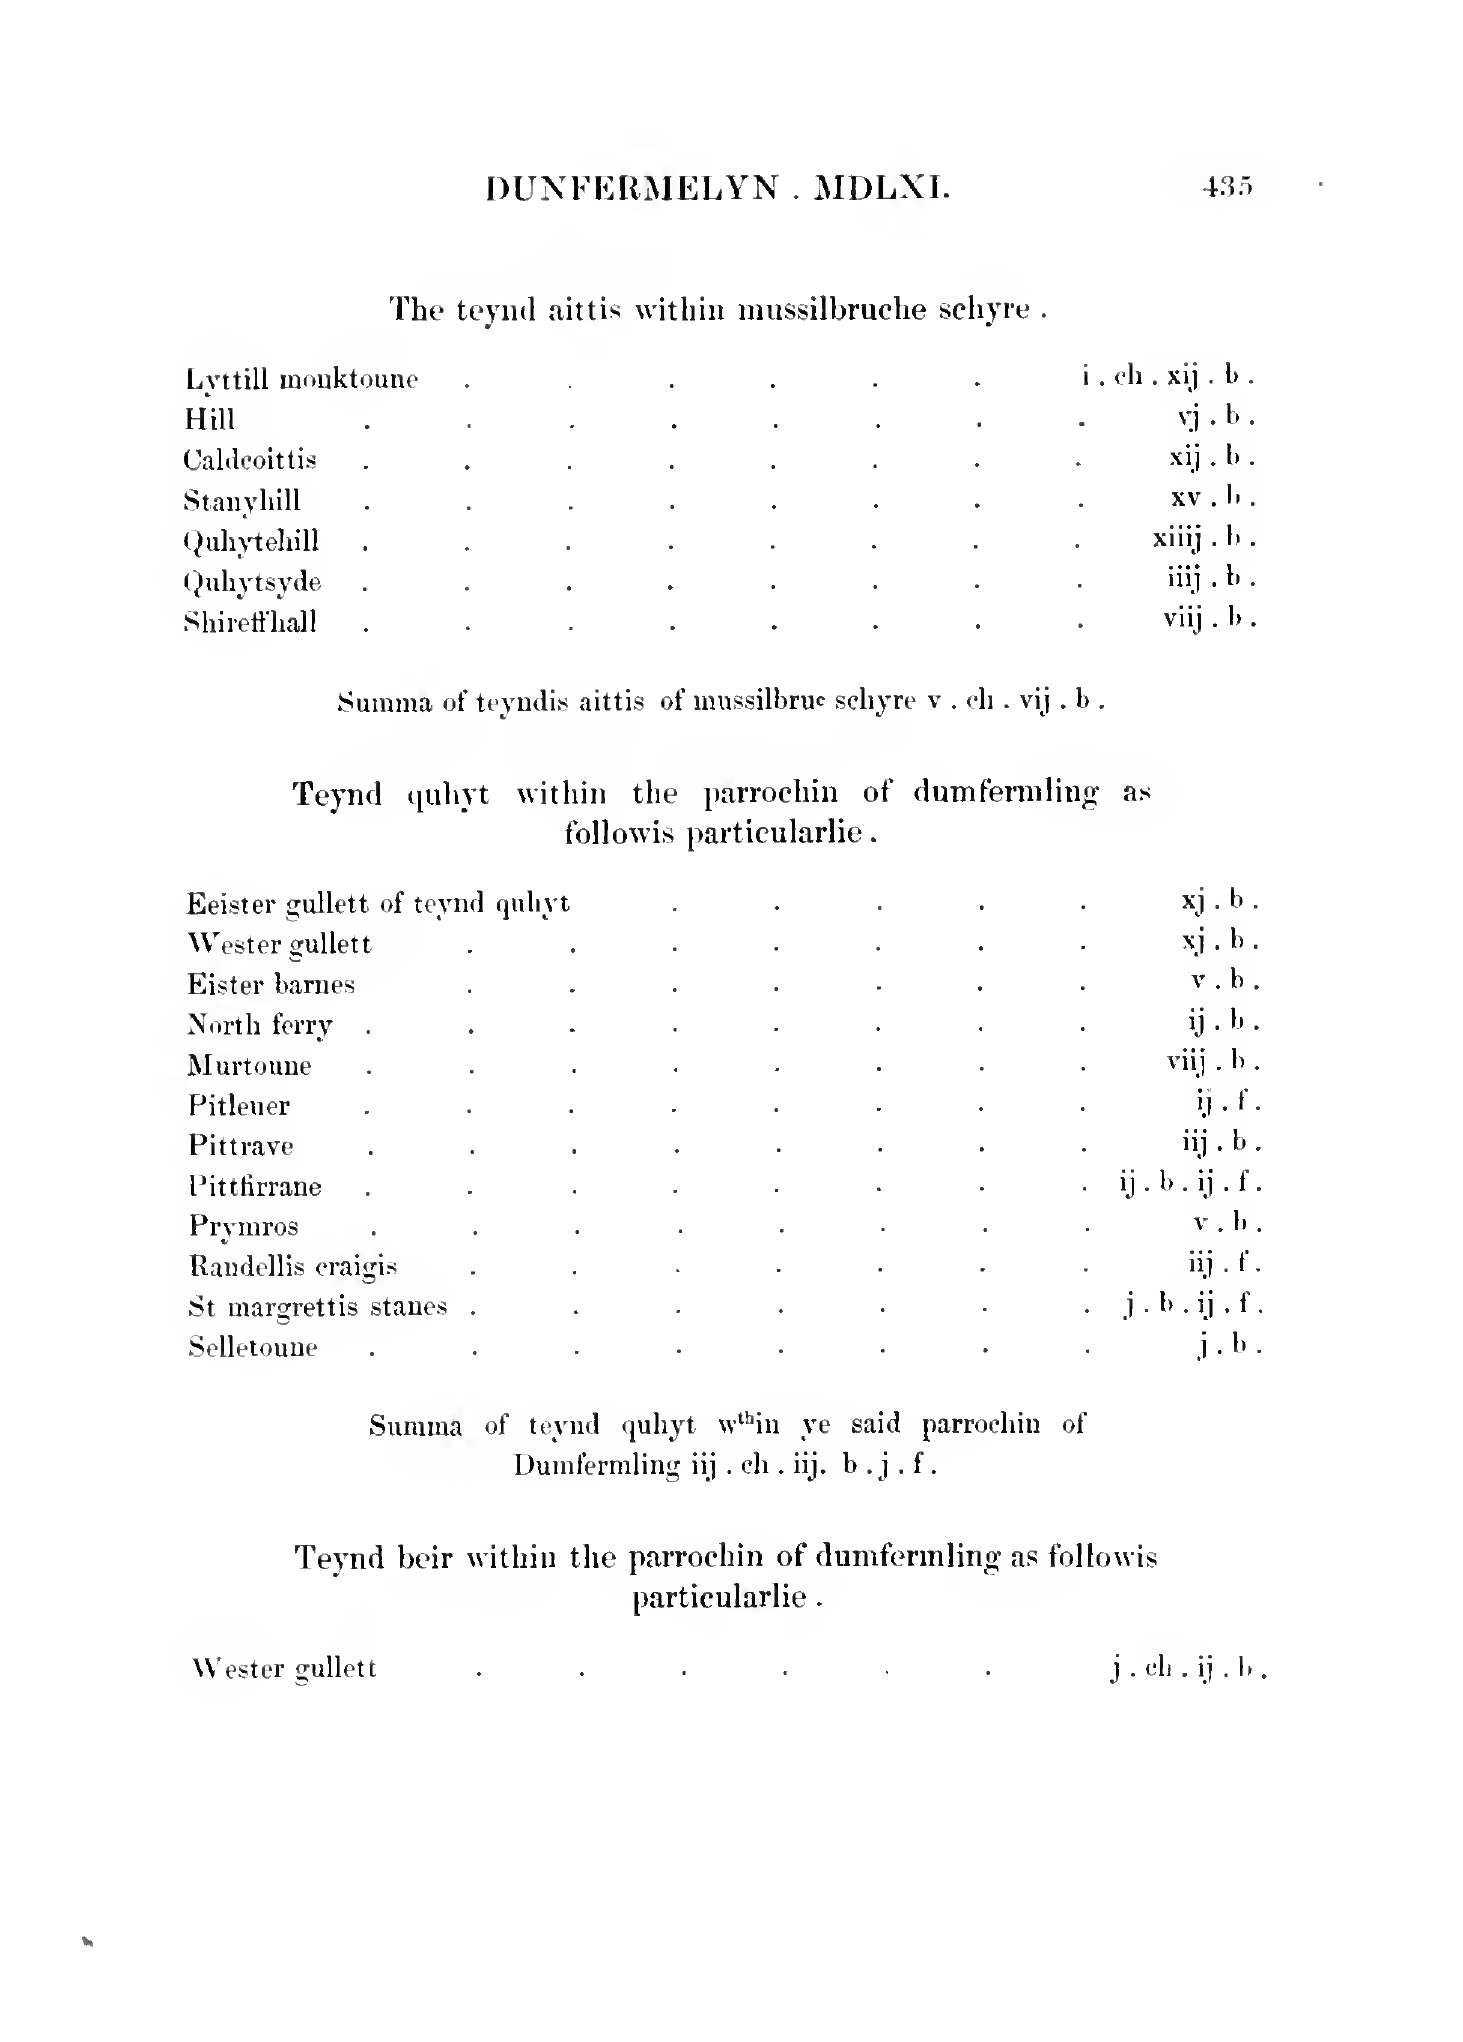 DUNFERMELYN . MDLXI. 435
The teynd aittis within mussilbruche schyre .
Lyttill monktoune . . . . . . i . ch . xij . b .
Hill . . . . . . . . vj . b .
Caldcoittis . . . . . . . . xij . b .
Stanyhill . . . . . . . . xv . b .
Quhytehill . . . . . . . . xiiij . b .
Quhytsyde . . . . . . . . iiij . b .
Shireffhall . . . . . . . . viij . b .
Summa of teyndis aittis of mussilbruc schyre v . ch . vij . b .
Teynd quhyt within the parrochin of dumfermling as
followis particularlie .
Eeister gullett of teynd quhyt . . . . . xj . b .
Wester gullett . . . . . . . xj . b .
Eister barnes . . . . . . . v . b .
North ferry . . . . . . . . ij . b .
Murtoune . . . . . . . . viij . b .
Pitleuer . . . . . . . . ij . f .
Pittrave . . . . . . . . iij . b .
Pittfirrane . . . . . . . . ij . b . ij . f .
Prymros . . . . . . . . v . b .
Randellis craigis . . . . . . . iij . f .
St margrettis stanes . . . . . . . j . b . ij . f .
Selletoune . . . . . . . . j . b .
Summa of teynd quhyt wthin ye said parrochin of
Dumfermling iij . ch . iij. b . j . f .
Teynd beir within the parrochin of dumfermling as followis
particularlie .
Wester gullett . . . . . . j . ch . ij . b .